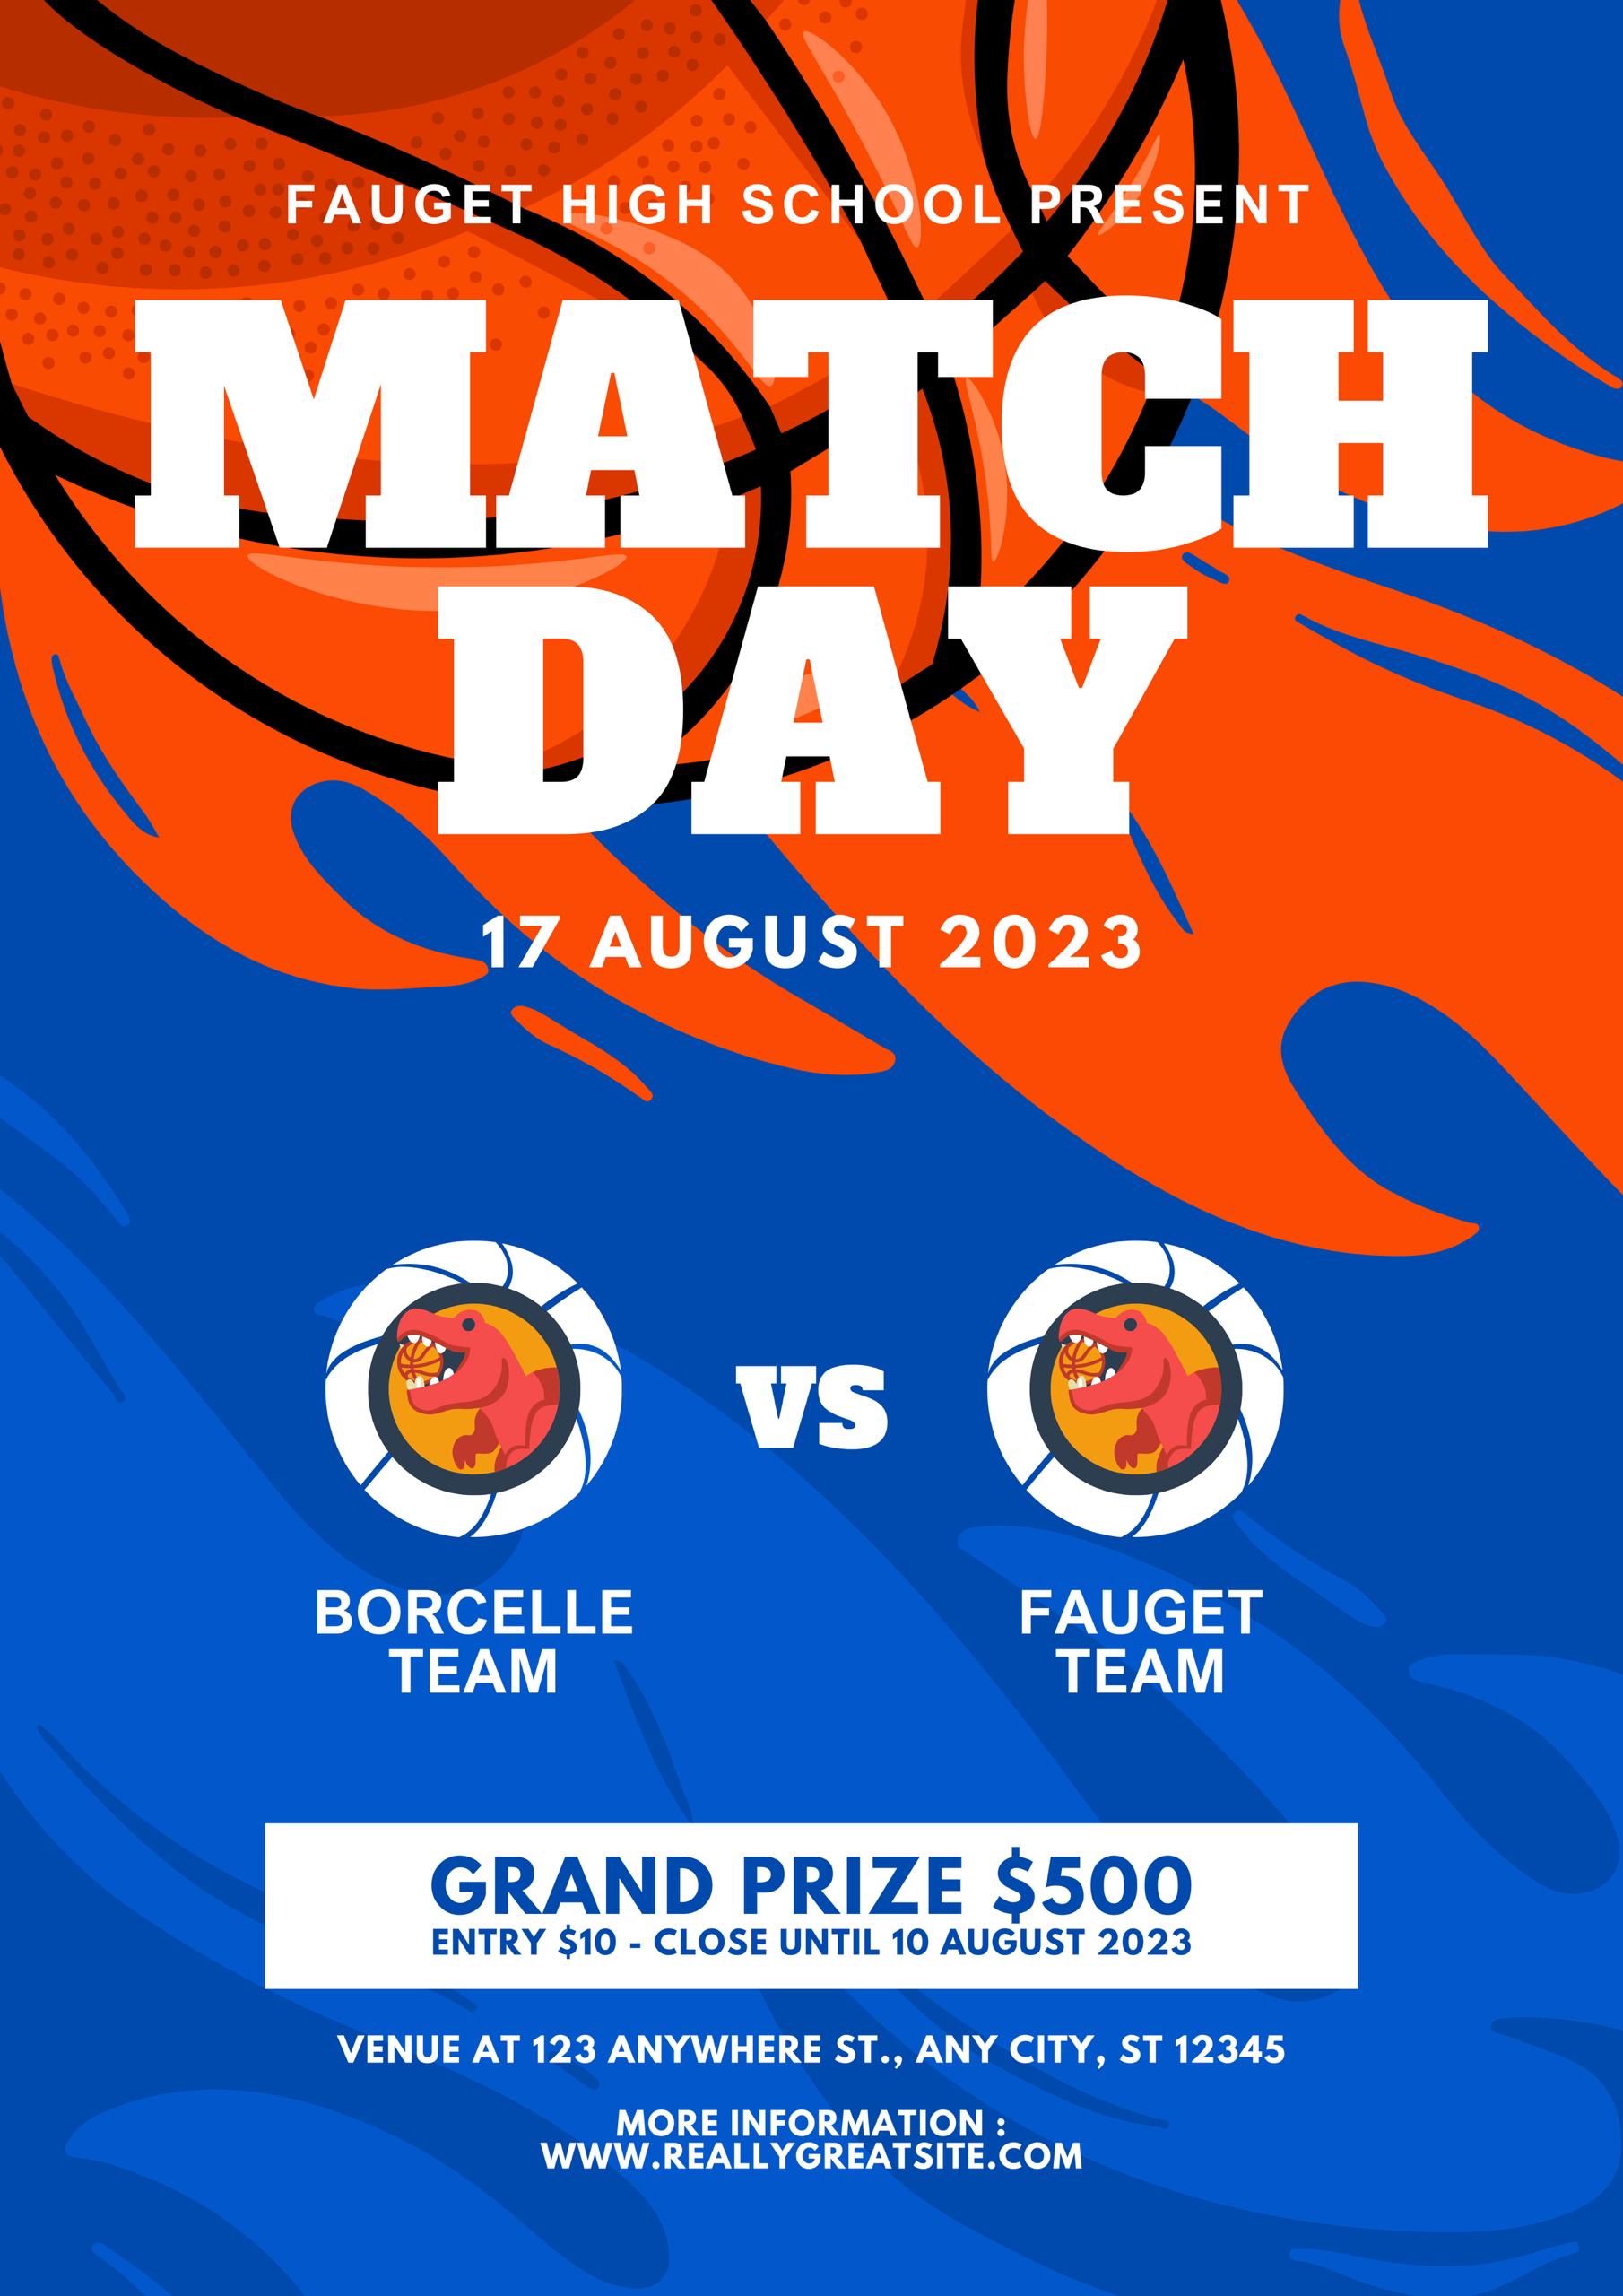 FAUGET HIGH SCHOOL PRESENT
MATCH
DAY
17 AUGUST 2023
VS
BORCELLE
TEAM
FAUGET
TEAM
GRAND PRIZE $500
ENTRY $10 - CLOSE UNTIL 10 AUGUST 2023
VENUE AT 123 ANYWHERE ST., ANY CITY, ST 12345
MORE INFORMATION :
WWW.REALLYGREATSITE.COM